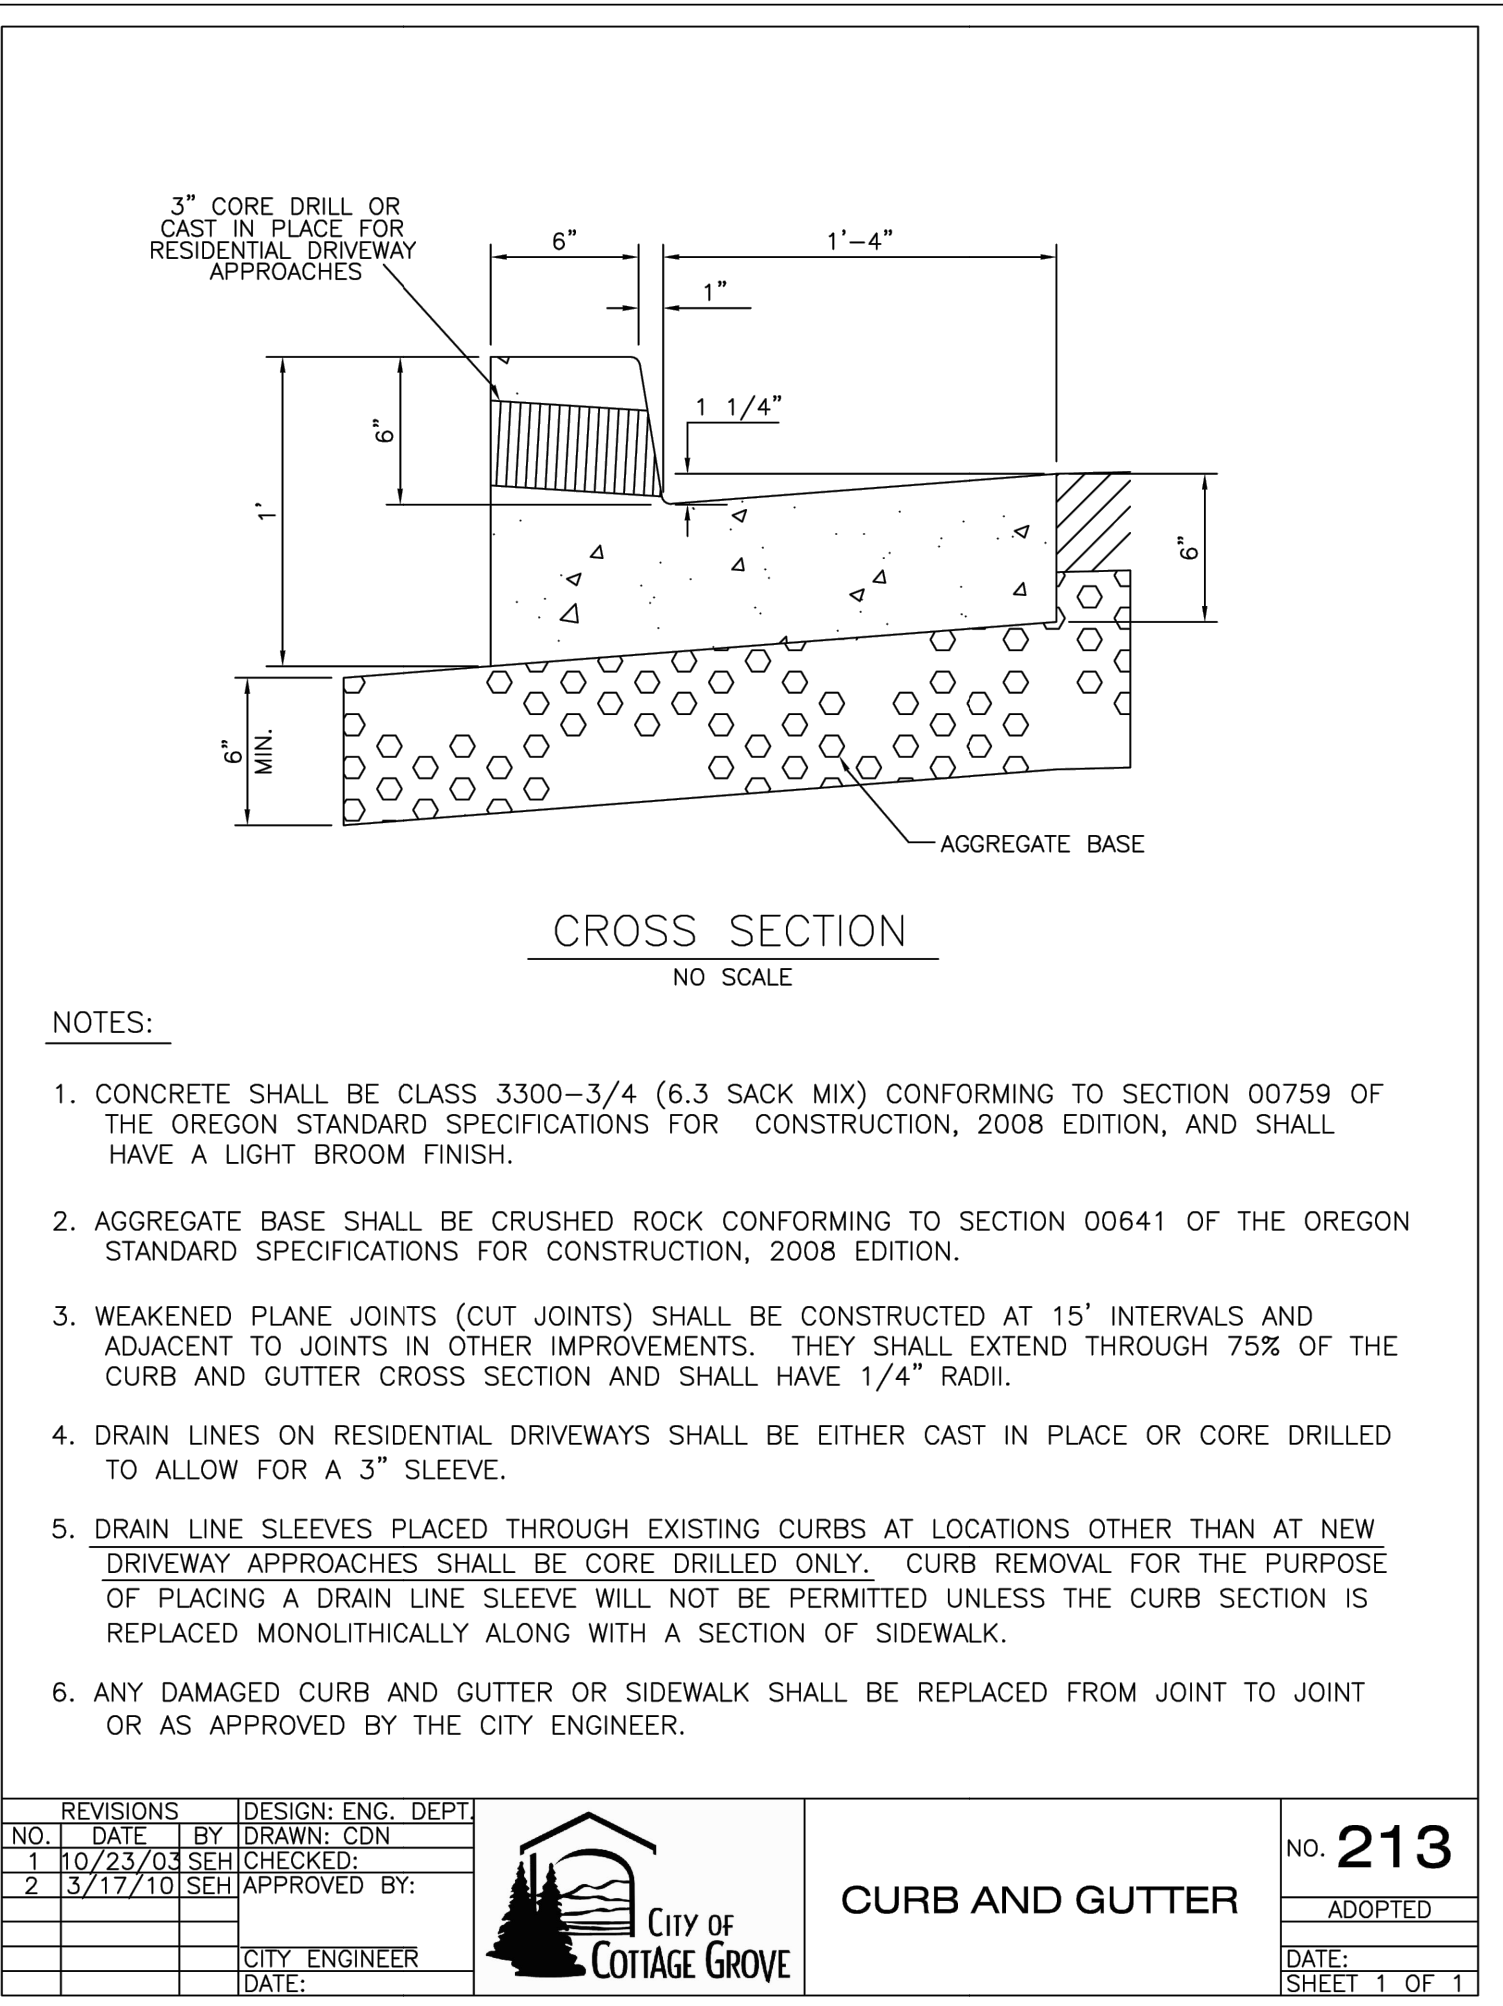 3” CORE DRILL OR
CAST IN PLACE FOR
RESIDENTIAL DRIVEWAY
APPROACHES
6”
1’–4”
1”
1’
6”
1 1/4”
6”
6”
MIN.
AGGREGATE BASE
CROSS SECTION
NO SCALE
NOTES:
1. CONCRETE SHALL BE CLASS 3300–3/4 (6.3 SACK MIX) CONFORMING TO SECTION 00759 OF
THE OREGON STANDARD SPECIFICATIONS FOR CONSTRUCTION, 2008 EDITION, AND SHALL
HAVE A LIGHT BROOM FINISH.
2. AGGREGATE BASE SHALL BE CRUSHED ROCK CONFORMING TO SECTION 00641 OF THE OREGON
STANDARD SPECIFICATIONS FOR CONSTRUCTION, 2008 EDITION.
3. WEAKENED PLANE JOINTS (CUT JOINTS) SHALL BE CONSTRUCTED AT 15’ INTERVALS AND
ADJACENT TO JOINTS IN OTHER IMPROVEMENTS. THEY SHALL EXTEND THROUGH 75% OF THE
CURB AND GUTTER CROSS SECTION AND SHALL HAVE 1/4” RADII.
4. DRAIN LINES ON RESIDENTIAL DRIVEWAYS SHALL BE EITHER CAST IN PLACE OR CORE DRILLED
TO ALLOW FOR A 3” SLEEVE.
5. DRAIN LINE SLEEVES PLACED THROUGH EXISTING CURBS AT LOCATIONS OTHER THAN AT NEW
DRIVEWAY APPROACHES SHALL BE CORE DRILLED ONLY. CURB REMOVAL FOR THE PURPOSE
OF PLACING A DRAIN LINE SLEEVE WILL NOT BE PERMITTED UNLESS THE CURB SECTION IS
REPLACED MONOLITHICALLY ALONG WITH A SECTION OF SIDEWALK.
6. ANY DAMAGED CURB AND GUTTER OR SIDEWALK SHALL BE REPLACED FROM JOINT TO JOINT
OR AS APPROVED BY THE CITY ENGINEER.
REVISIONS
NO. DATE BY
1 10/23/03 SEH
2 3/17/10 SEH
DESIGN: ENG. DEPT.
DRAWN: CDN
CHECKED:
APPROVED BY:
CITY ENGINEER
DATE:
CITY OF
COTTAGE GROVE
CURB AND GUTTER
NO. 213
ADOPTED
DATE:
SHEET 1 OF 1